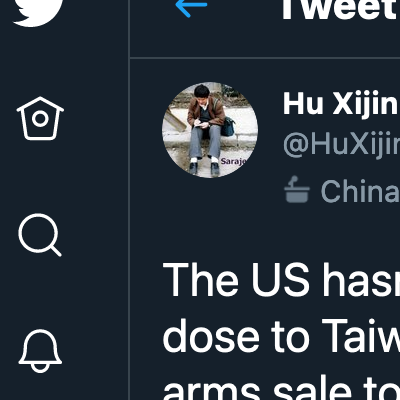 Tweet
Hu Xijin
@HuXijin
China
Saraje
The US hasn
dose to Taiw
arms sale to